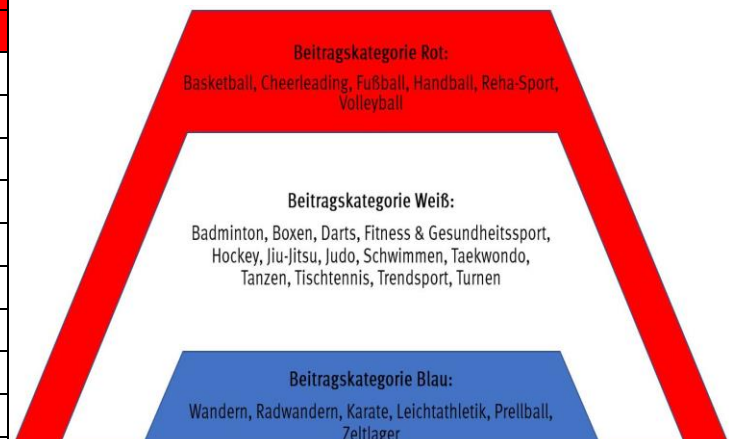 Beitragskategorie Rot:
Basketball, Cheerleading, Fußball, Handball, Reha-Sport,
Volleyball
Beitragskategorie Weiß:
Badminton, Boxen, Darts, Fitness & Gesundheitssport,
Hockey, Jiu-Jitsu, Judo, Schwimmen, Taekwondo,
Tanzen, Tischtennis, Trendsport, Turnen
Beitragskategorie Blau:
Wandern, Radwandern, Karate, Leichtathletik, Prellball,
Zeltlager